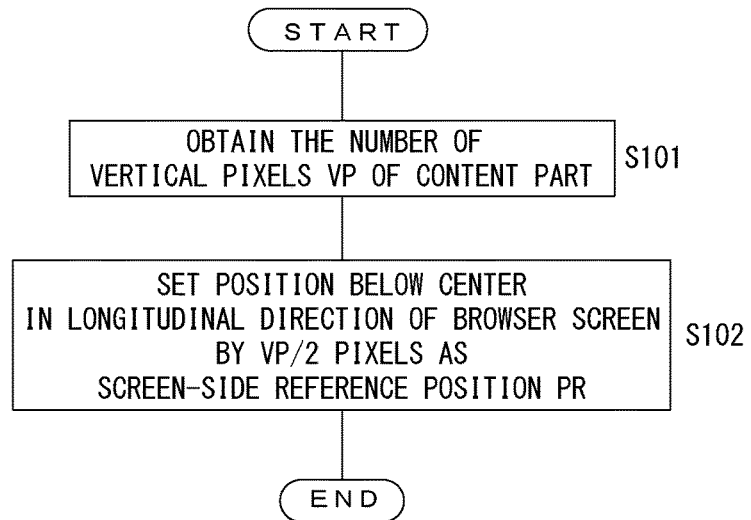 START
OBTAIN THE NUMBER OF
VERTICAL PIXELS VP OF CONTENT PART
S101
SET POSITION BELOW CENTER
IN LONGITUDINAL DIRECTION OF BROWSER SCREEN
BY VP/2 PIXELS AS
SCREEN-SIDE REFERENCE POSITION PR
S102
END